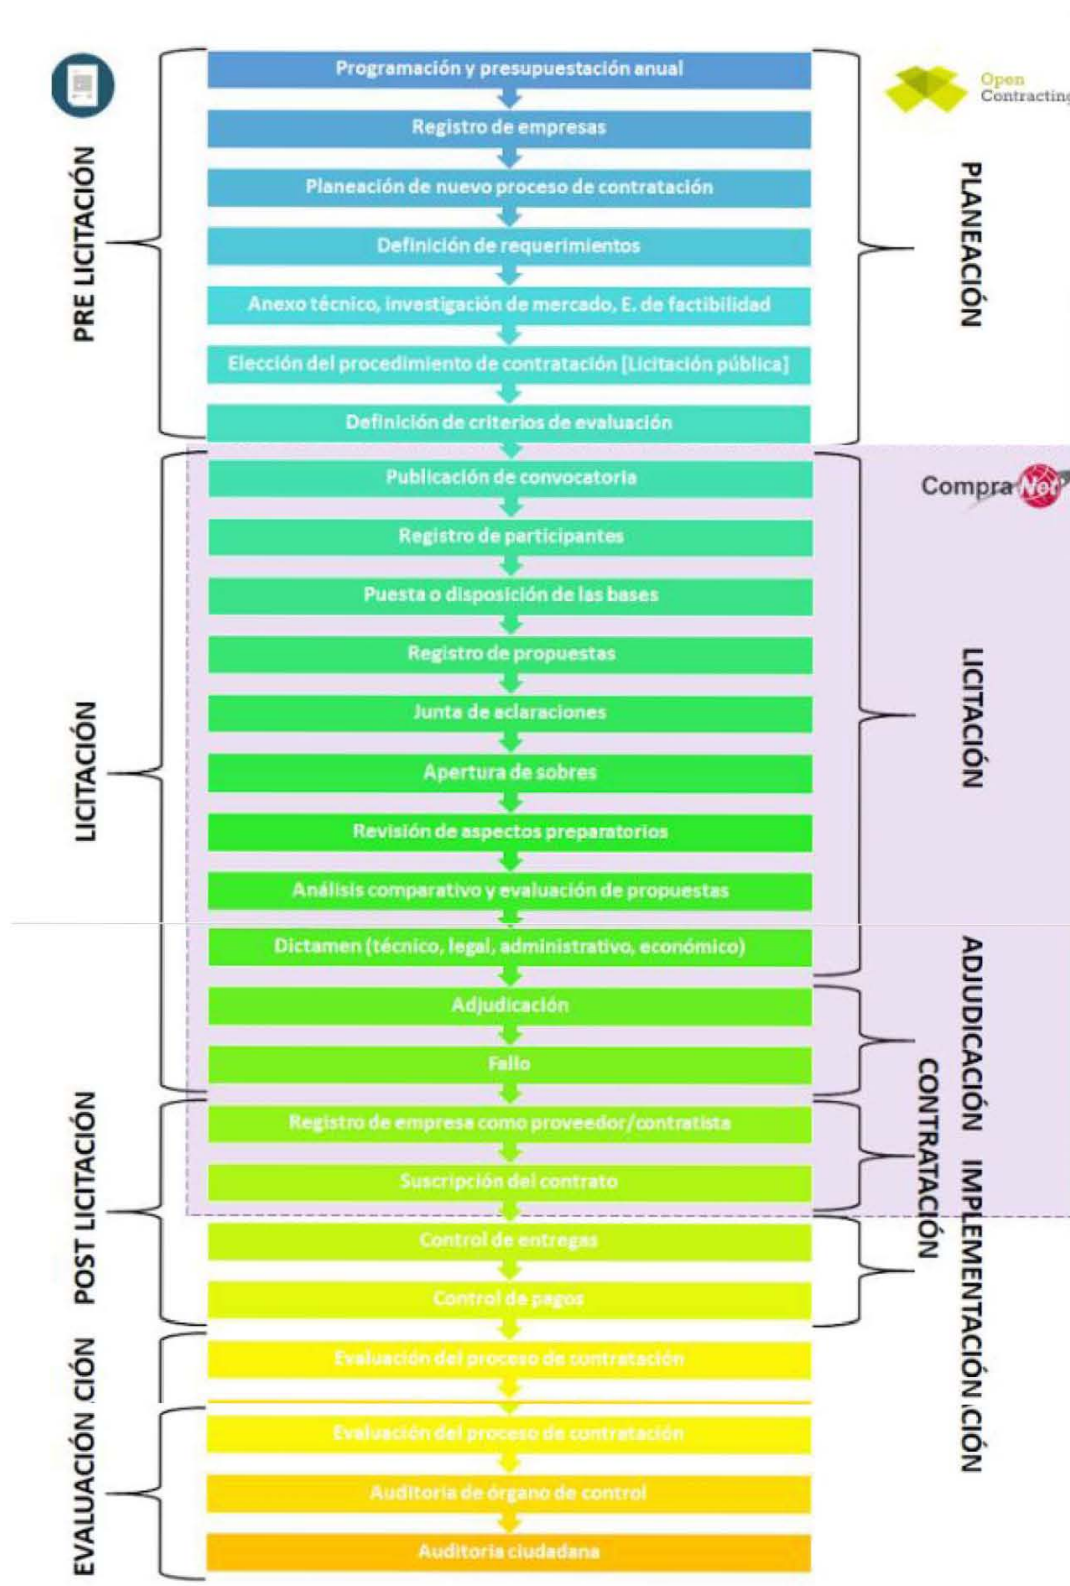 Open
Contracting
PRE LICITACIÓN
Programación y presupuestación anual
Registro de empresas
Planeación de nuevo proceso de contratación
Definición de requerimientos
Anexo técnico, investigación de mercado, E. de factibilidad
Elección del procedimiento de contratación [Licitación pública]
Definición de criterios de evaluación
PLANEACIÓN
CompraNet
LICITACIÓN
Publicación de convocatoria
Registro de participantes
Puesta o disposición de las bases
Registro de propuestas
Junta de aclaraciones
Apertura de sobres
Revisión de aspectos preparatorios
Análisis comparativo y evaluación de propuestas
Dictamen (técnico, legal, administrativo, económico)
LICITACIÓN
Adjudicación
Fallo
ADJUDICACIÓN
POST LICITACIÓN
Registro de empresa como proveedor/contratista
Suscripción del contrato
CONTRATACIÓN
Control de entregas
Control de pagos
IMPLEMENTACIÓN
CIÓN
Evaluación del proceso de contratación
CIÓN
EVALUACIÓN
Evaluación del proceso de contratación
Auditoria de órgano de control
Auditoria ciudadana